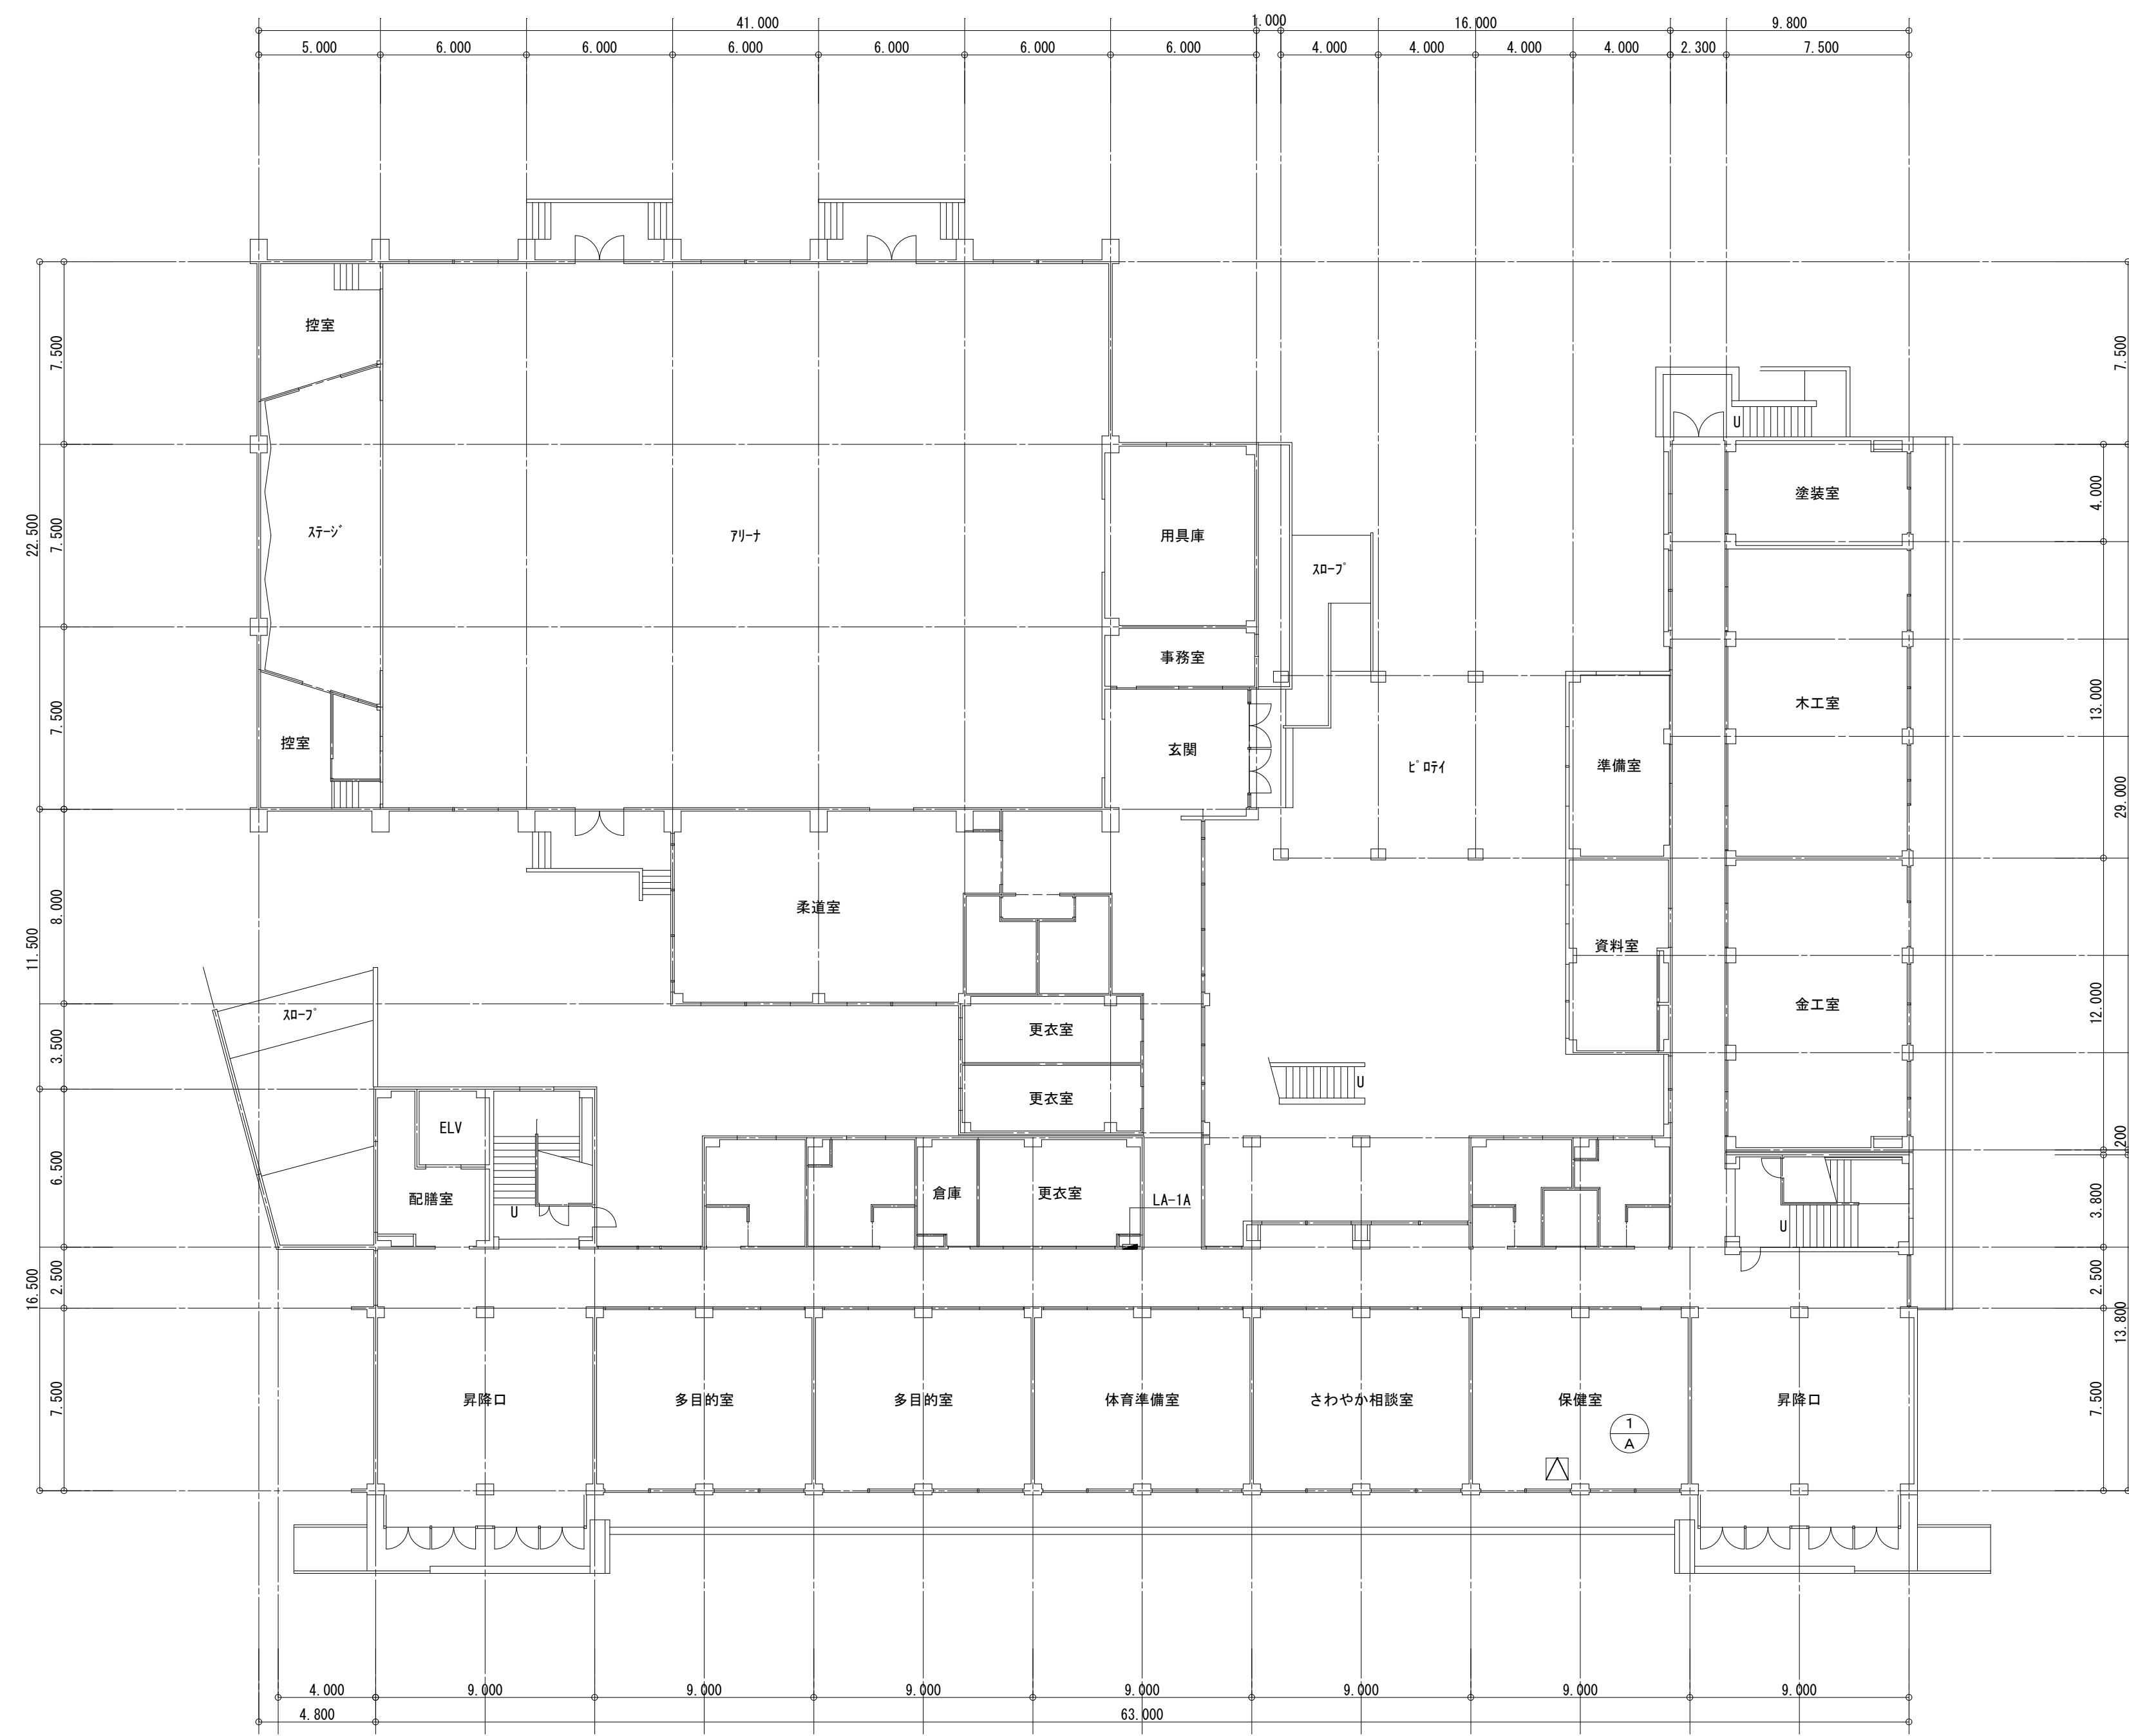 41.000
1.000
16.000
9.800
5.000
6.000
6.000
6.000
6.000
6.000
6.000
4.000
4.000
4.000
4.000
2.300
7.500
控室
7.500
7.500
U
塗装室
4.000
ｽﾃｰｼﾞ
ｱﾘｰﾅ
用具庫
22.500
7.500
ｽﾛｰﾌﾟ
事務室
控室
7.500
玄関
ﾋﾟﾛﾃｲ
準備室
木工室
13.000
29.000
柔道室
8.000
11.500
資料室
ｽﾛｰﾌﾟ
更衣室
3.500
金工室
12.000
更衣室
U
ELV
200
6.500
配膳室
U
倉庫
更衣室
LA-1A
U
3.800
2.500
16.500
2.500
13.800
7.500
昇降口
多目的室
多目的室
体育準備室
さわやか相談室
保健室
1
A
昇降口
7.500
4.000
9.000
9.000
9.000
9.000
9.000
9.000
9.000
4.800
63.000